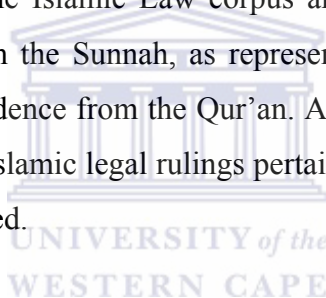 ne Islamic Law corpus a
n the Sunnah, as represen
dence from the Qur'an. A
slamic legal rulings pertai
ed.
UNIVERSITY of the
WESTERN CAPE